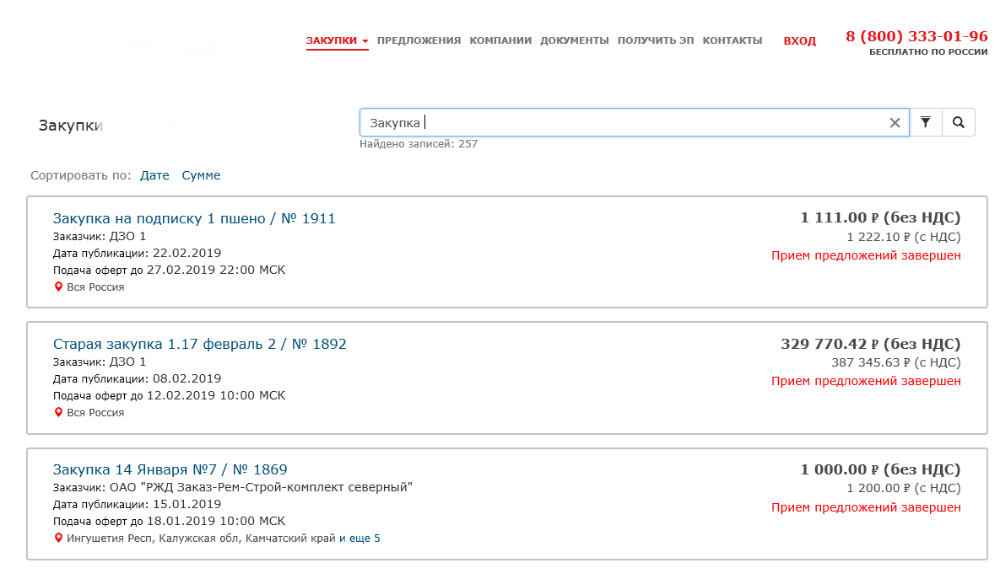 ЗАКУПКИ ПРЕДЛОЖЕНИЯ КОМПАНИИ ДОКУМЕНТЫ ПОЛУЧИТЬ ЭП КОНТАКТЫ ВХОД 8 (800) 333-01-96
БЕСПЛАТНО ПО РОССИИ
Закупки
Закупка
Найдено записей: 257
Сортировать по: Дате Сумме
Закупка на подписку 1 пшено / № 1911
Заказчик: ДЗО 1
Дата публикации: 22.02.2019
Подача оферт до 27.02.2019 22:00 МСК
Вся Россия
1 111.00 ₽ (без НДС)
1 222.10 ₽ (с НДС)
Прием предложений завершен
Старая закупка 1.17 февраль 2 / № 1892
Заказчик: ДЗО 1
Дата публикации: 08.02.2019
Подача оферт до 12.02.2019 10:00 МСК
Вся Россия
329 770.42 ₽ (без НДС)
387 345.63 ₽ (с НДС)
Прием предложений завершен
Закупка 14 Января №7 / № 1869
Заказчик: ОАО "РЖД Заказ-Рем-Строй-комплект северный"
Дата публикации: 15.01.2019
Подача оферт до 18.01.2019 10:00 МСК
Ингушетия Респ, Калужская обл, Камчатский край и еще 5
1 000.00 ₽ (без НДС)
1 200.00 ₽ (с НДС)
Прием предложений завершен